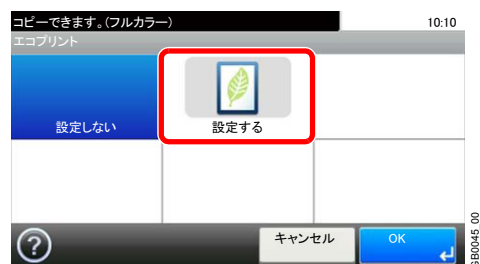 コピーできます。(フルカラー)
10:10
エコプリント
設定しない
設定する
?
キャンセル
OK
GB0045_00